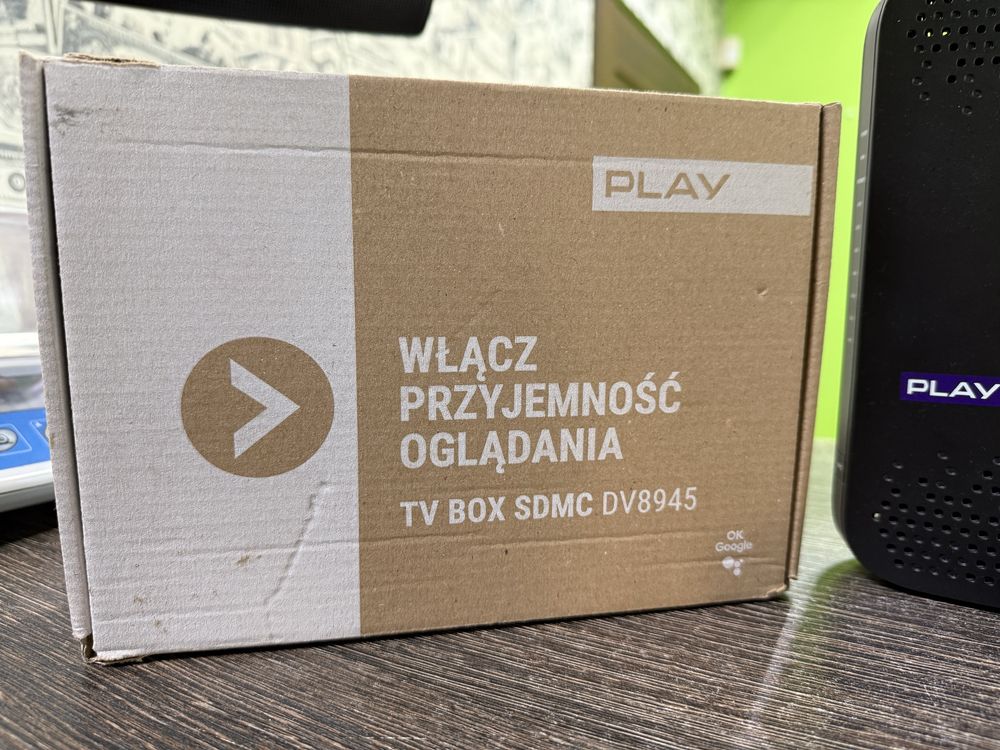 PLAY
WŁĄCZ
PRZYJEMNOŚĆ
OGLĄDANIA
TV BOX SDMC DV8945
OK
Google
PLAY